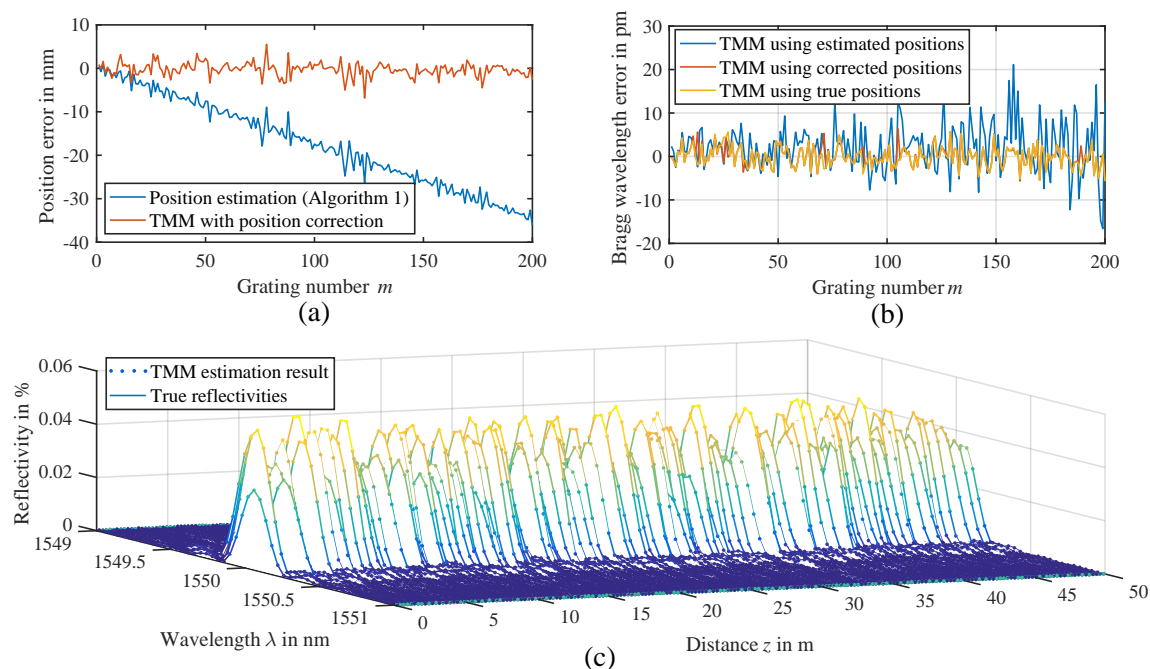 10
0
-10
-20
-30
-40
Position error in mm
Position estimation (Algorithm 1)
TMM with position correction
0
50
100
150
200
Grating number m
(a)
30
20
10
0
-10
-20
Bragg wavelength error in pm
TMM using estimated positions
TMM using corrected positions
TMM using true positions
0
50
100
150
200
Grating number m
(b)
0.06
0.04
0.02
0
Reflectivity in %
TMM estimation result
True reflectivities
1549
1549.5
1550
1550.5
1551
Wavelength λ in nm
0
5
10
15
20
25
30
35
40
45
50
Distance z in m
(c)